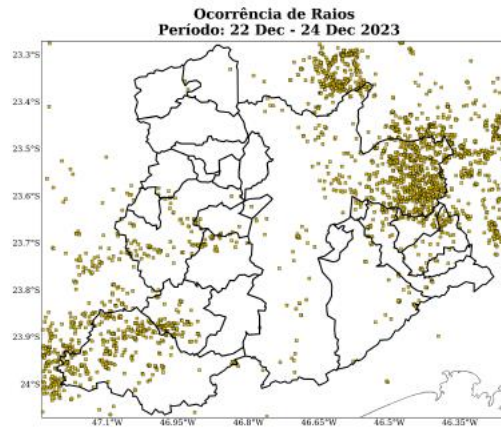 Ocorrência de Raios
Período: 22 Dec - 24 Dec 2023
23.3°S
23.4°S
23.5°S
23.6°S
23.7°S
23.8°S
23.9°S
24°S
47.1°W
46.95°W
46.8°W
46.65°W
46.5°W
46.35°W